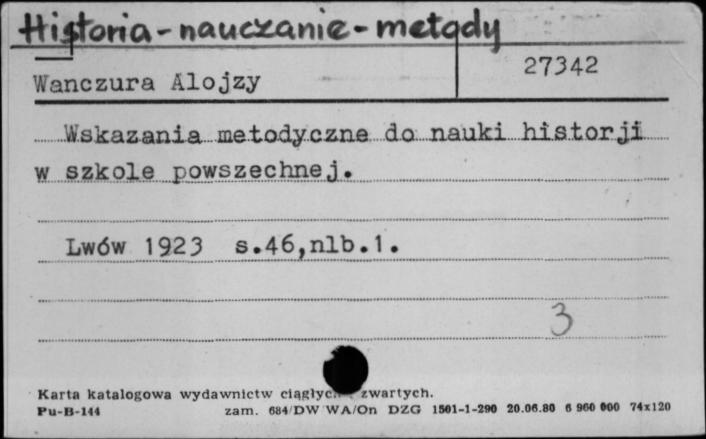 Historia - nauczanie - metody
27342
Wanczura Alojzy
Wskazania metodyczne do nauki historji
w szkole powszechnej.
Lwów 1923 s.46,nlb.1.
3
Karta katalogowa wydawnictw zwartych.
Pu-B-144 zam. 684/DW WA/On DZG 1501-1-290 20.06.80 6 960 000 74x120